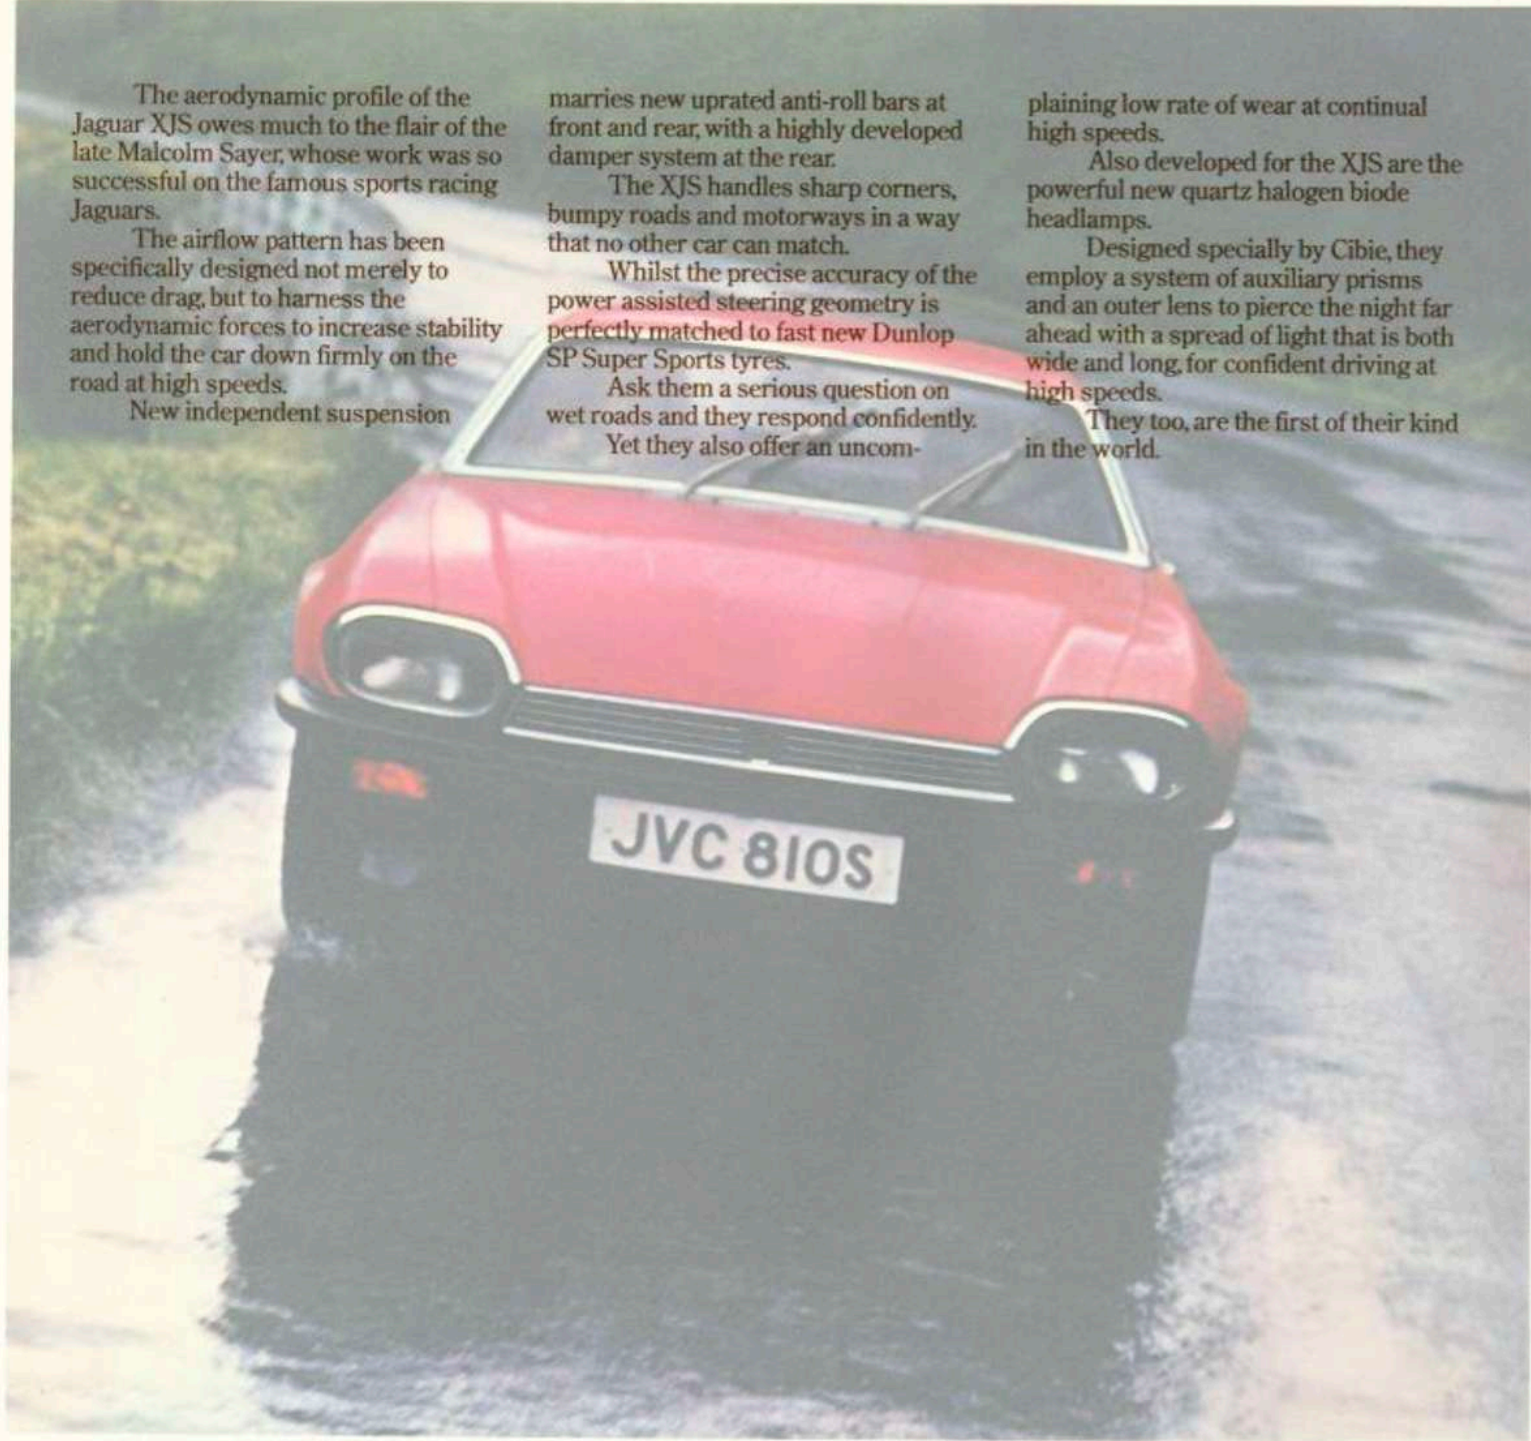 The aerodynamic profile of the
Jaguar XJS owes much to the flair of the
late Malcolm Sayer, whose work was so
successful on the famous sports racing
Jaguars.
The airflow pattern has been
specifically designed not merely to
reduce drag, but to harness the
aerodynamic forces to increase stability
and hold the car down firmly on the
road at high speeds.
New independent suspension
marries new uprated anti-roll bars at
front and rear, with a highly developed
damper system at the rear.
The XJS handles sharp corners,
bumpy roads and motorways in a way
that no other car can match.
Whilst the precise accuracy of the
power assisted steering geometry is
perfectly matched to fast new Dunlop
SP Super Sports tyres.
Ask them a serious question on
wet roads and they respond confidently.
Yet they also offer an uncom-
plaining low rate of wear at continual
high speeds.
Also developed for the XJS are the
powerful new quartz halogen biode
headlamps.
Designed specially by Cibie, they
employ a system of auxiliary prisms
and an outer lens to pierce the night far
ahead with a spread of light that is both
wide and long, for confident driving at
high speeds.
They too, are the first of their kind
in the world.
JVC 810S